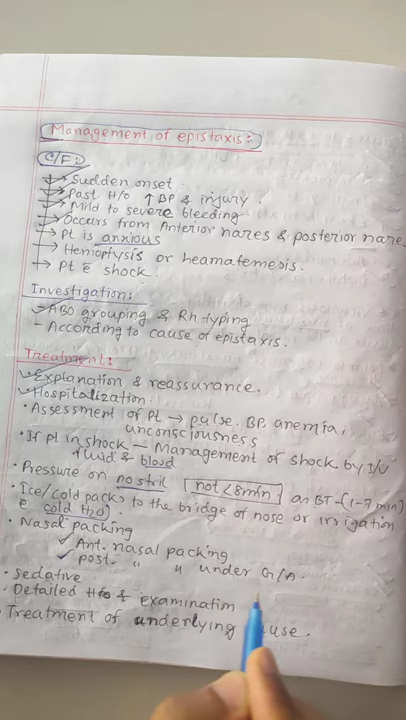 Management of epistaxis:
C/F:
→ Sudden onset.
→ Past H/o ↑ BP & injury.
→ Mild to severe bleeding.
→ Occurs from Anterior nares & posterior nare
→ Pt is anxious
→ Hemoptysis or heamatemesis.
→ Pt c̄ shock.
Investigation:
- ABO grouping & Rh typing
- According to cause of epistaxis.
Treatment:
Explanation & reassurance.
• Hospitalization.
• Assessment of Pt → pulse, BP, anemia,
unconsciousness
• If Pt in shock – Management of shock by I/V
fluid & blood
• Pressure on nostril [not < 8min] as BT-(1-7 min)
• Ice/cold packs to the bridge of nose or irrigation
c̄ cold H2O
• Nasal packing
✓ Ant. nasal packing
✓ post. " " under G/A.
• Sedative
• Detailed H/o & examination
• Treatment of underlying use.